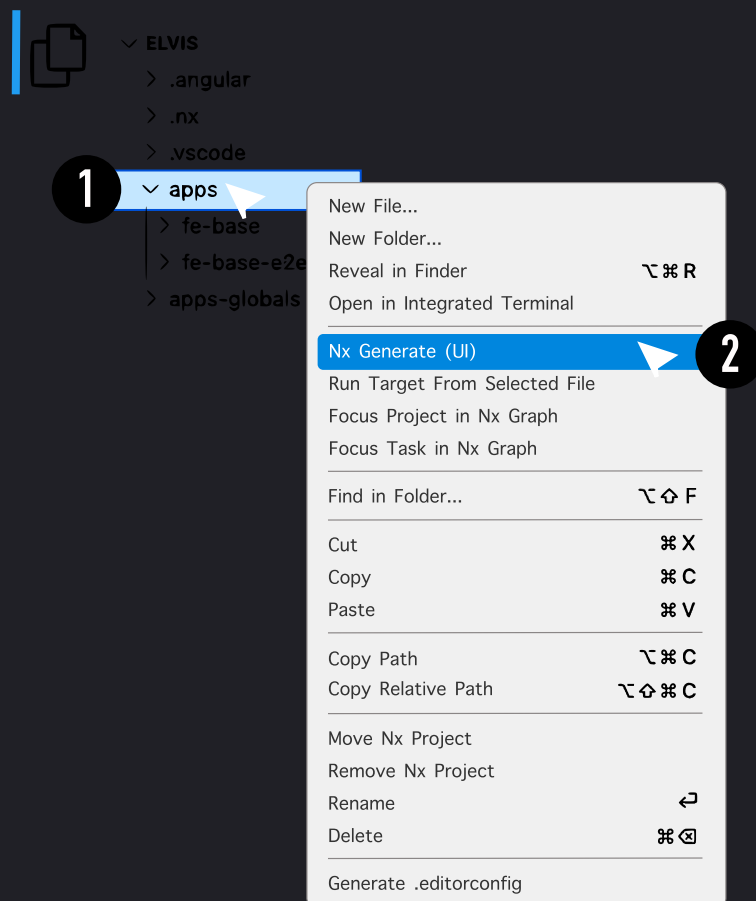 ELVIS
.angular
.nx
.vscode
1
apps
fe-base
fe-base-e2e
apps-globals
New File...
New Folder...
Reveal in Finder ⌥⌘R
Open in Integrated Terminal
Nx Generate (UI)
2
Run Target From Selected File
Focus Project in Nx Graph
Focus Task in Nx Graph
Find in Folder... ⌥⇧F
Cut ⌘X
Copy ⌘C
Paste ⌘V
Copy Path ⌥⌘C
Copy Relative Path ⌥⇧⌘C
Move Nx Project
Remove Nx Project
Rename ↩
Delete ⌘⌫
Generate .editorconfig